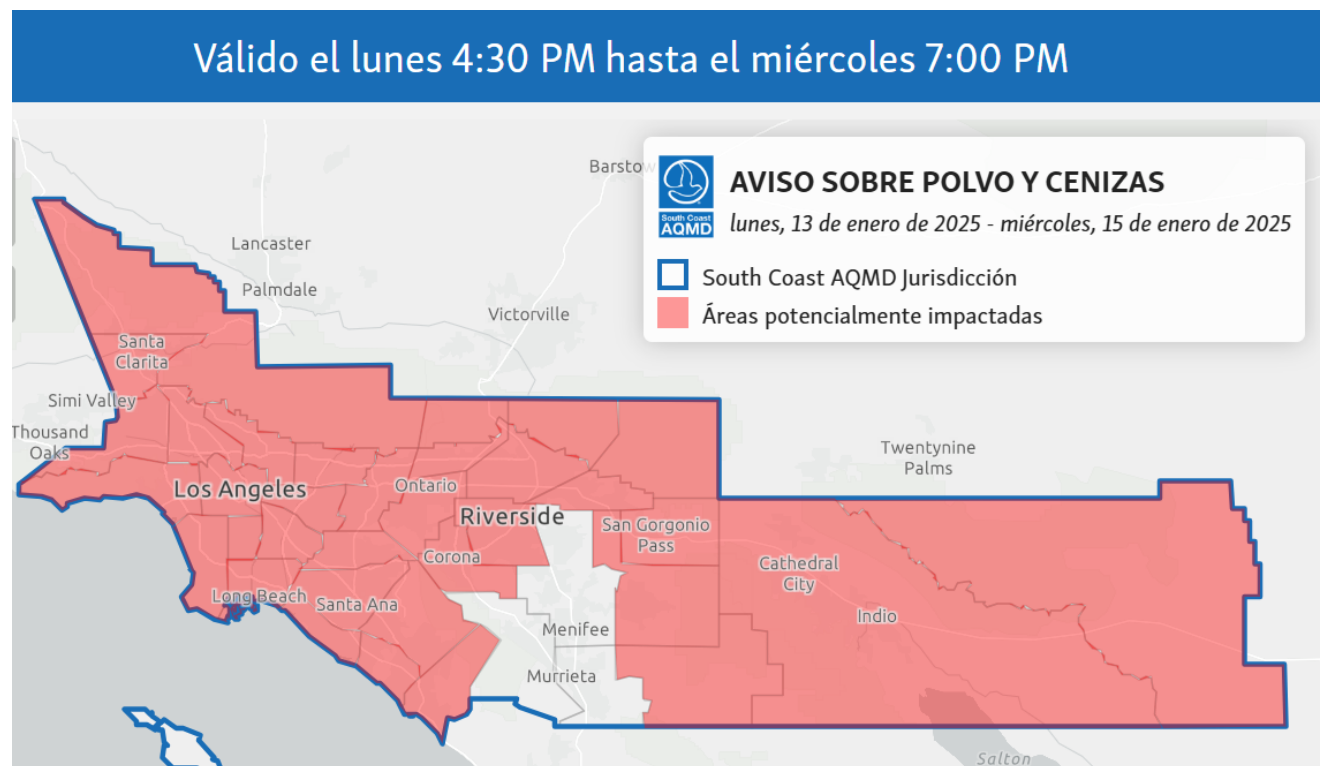 Válido el lunes 4:30 PM hasta el miércoles 7:00 PM
AVISO SOBRE POLVO Y CENIZAS
South Coast
AQMD
lunes, 13 de enero de 2025 - miércoles, 15 de enero de 2025
South Coast AQMD Jurisdicción
Áreas potencialmente impactadas
Barstow
Lancaster
Palmdale
Victorville
Santa
Clarita
Simi Valley
Thousand
Oaks
Twentynine
Palms
Los Angeles
Ontario
Riverside
San Gorgonio
Pass
Corona
Cathedral
City
Long Beach
Santa Ana
Indio
Menifee
Murrieta
Salton